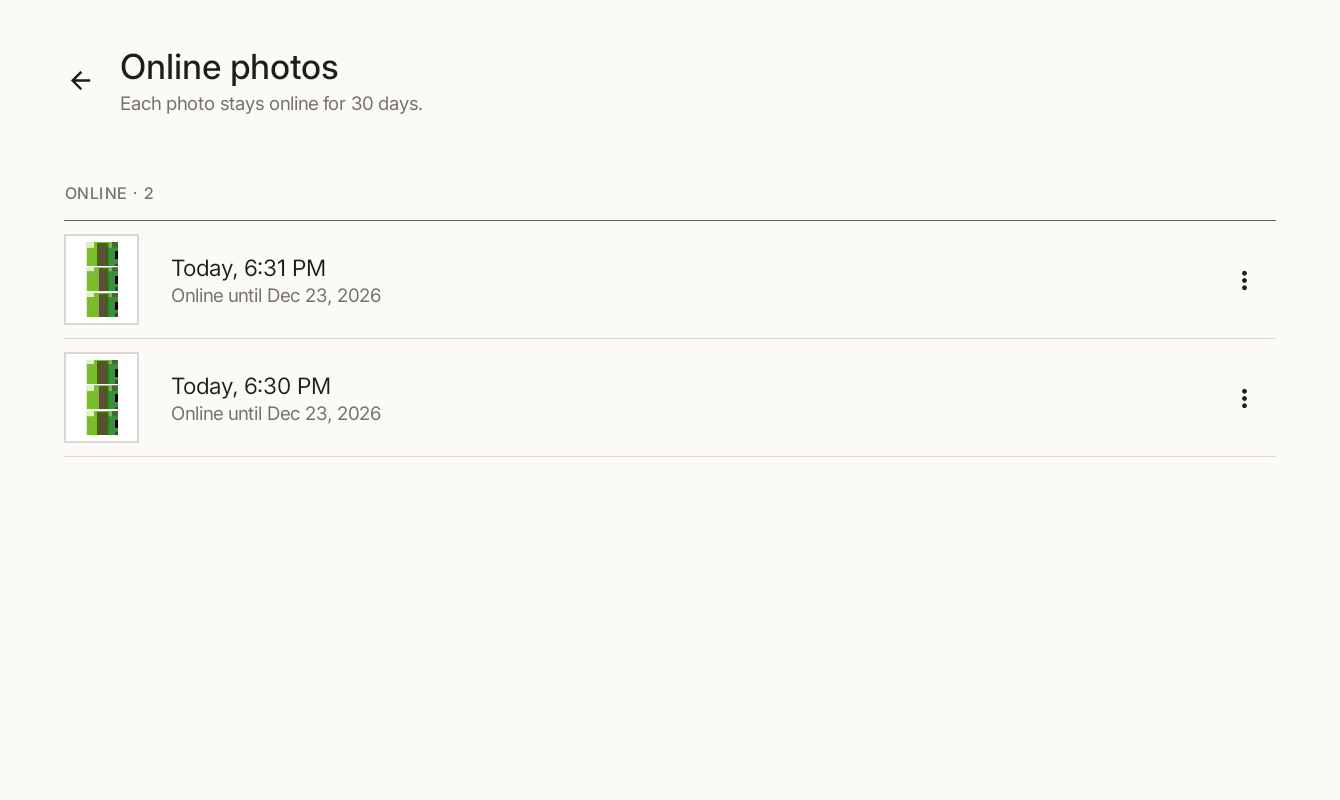 Online photos
Each photo stays online for 30 days.
ONLINE · 2
Today, 6:31 PM
Online until Dec 23, 2026
Today, 6:30 PM
Online until Dec 23, 2026